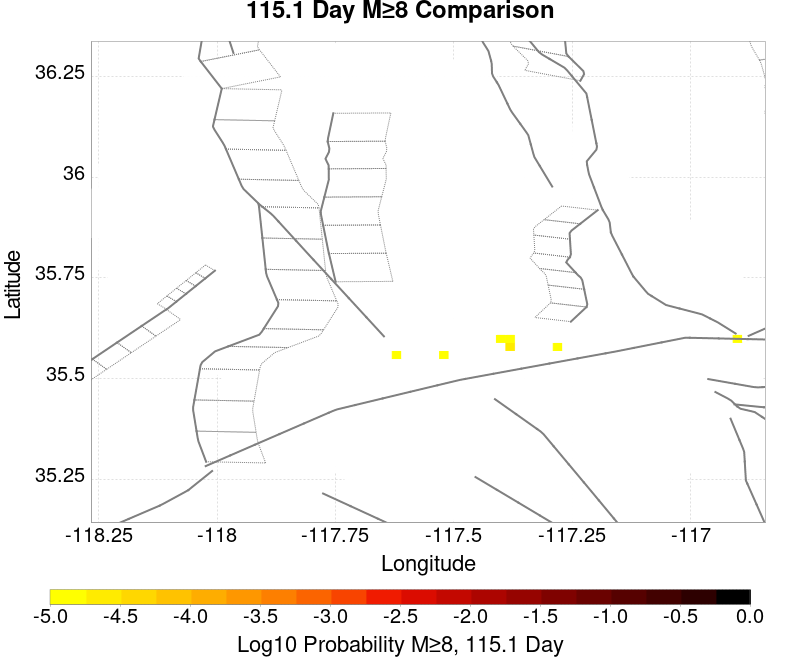 115.1 Day M≥8 Comparison
36.25
36
35.75
35.5
35.25
Latitude
-118.25 -118 -117.75 -117.5 -117.25 -117
Longitude
-5.0 -4.5 -4.0 -3.5 -3.0 -2.5 -2.0 -1.5 -1.0 -0.5 0.0
Log10 Probability M≥8, 115.1 Day